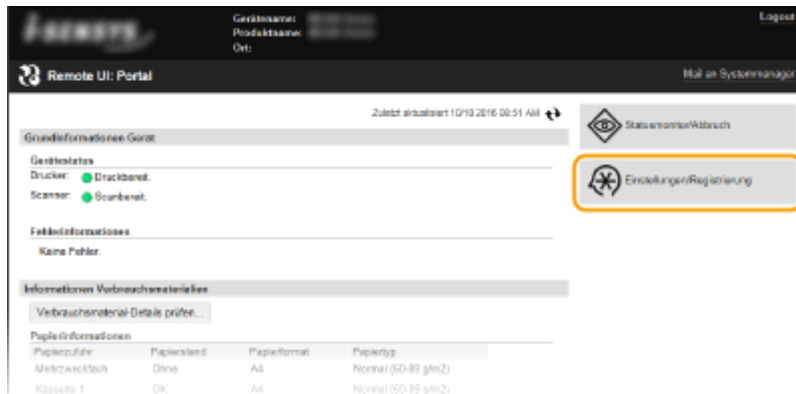 Gerätename:
Logout
Produktname:
Ort:
Remote UI: Portal
Mail an Systemmanager
Zuletzt aktualisiert: 10/10 2016 08:51 AM
Statusmonitor/Abbruch
Grundinformationen Gerät
Gerätestatus
Drucker: Druckbereit.
Einstellungen/Registrierung
Scanner: Scanbereit.
Fehlerinformationen
Keine Fehler.
Informationen Verbrauchsmaterialien
Verbrauchsmaterial-Details prüfen...
Papierinformationen
Papierzufuhr Papierstand Papierformat Papiertyp
Mehrzweckfach Ohne A4 Normal (60-89 g/m2)
Kassette 1 OK A4 Normal (60-89 g/m2)